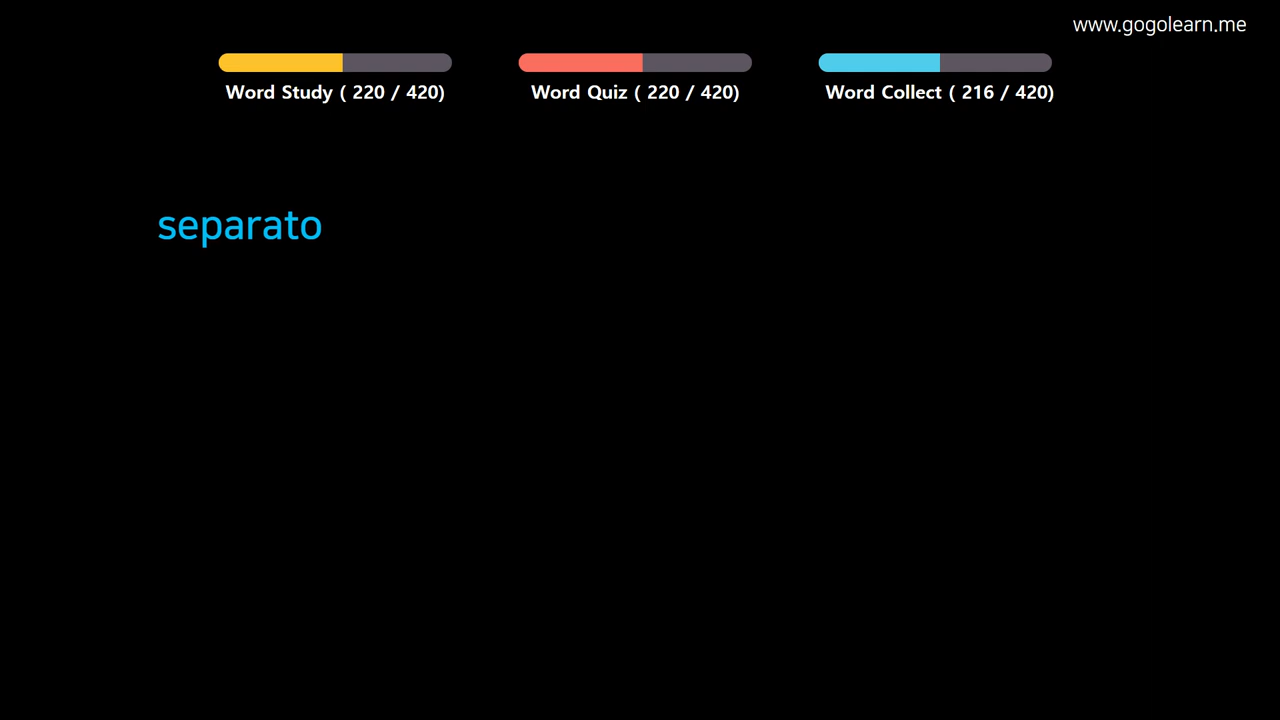 www.gogolearn.me
Word Study ( 220 / 420)
Word Quiz ( 220 / 420)
Word Collect ( 216 / 420)
separato